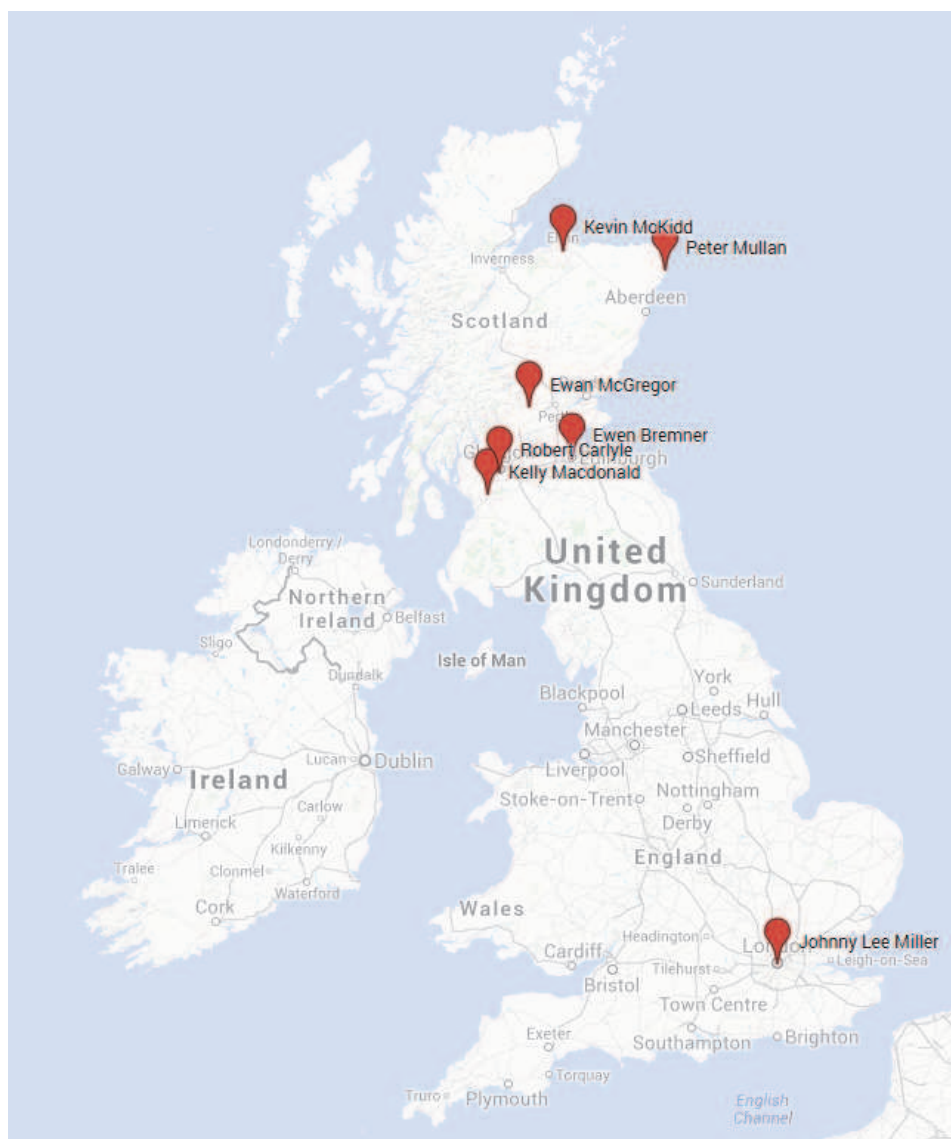 Kevin McKidd
Peter Mullan
Inverness
Aberdeen
Scotland
Ewan McGregor
Perth
Ewen Bremner
Robert Carlyle
Edinburgh
Kelly Macdonald
United
Kingdom
Londonderry /
Derry
Northern
Ireland
Belfast
Sunderland
Sligo
Isle of Man
Dundalk
York
Blackpool
Leeds
Hull
Manchester
Galway
Lucan
Dublin
Liverpool
Sheffield
Ireland
Stoke-on-Trent
Nottingham
Carlow
Limerick
Derby
Kilkenny
England
Tralee
Clonmel
Waterford
Cork
Wales
Headington
London
Johnny Lee Miller
Cardiff
Tilehurst
Leigh-on-Sea
Bristol
Town Centre
Exeter
Southampton
Brighton
Torquay
Truro
Plymouth
English
Channel